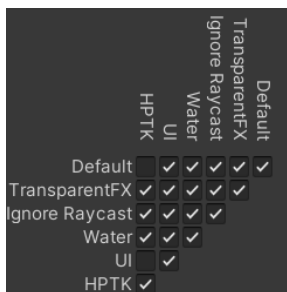 HPTK
UI
Water
Ignore Raycast
TransparentFX
Default
Default
TransparentFX
Ignore Raycast
Water
UI
HPTK